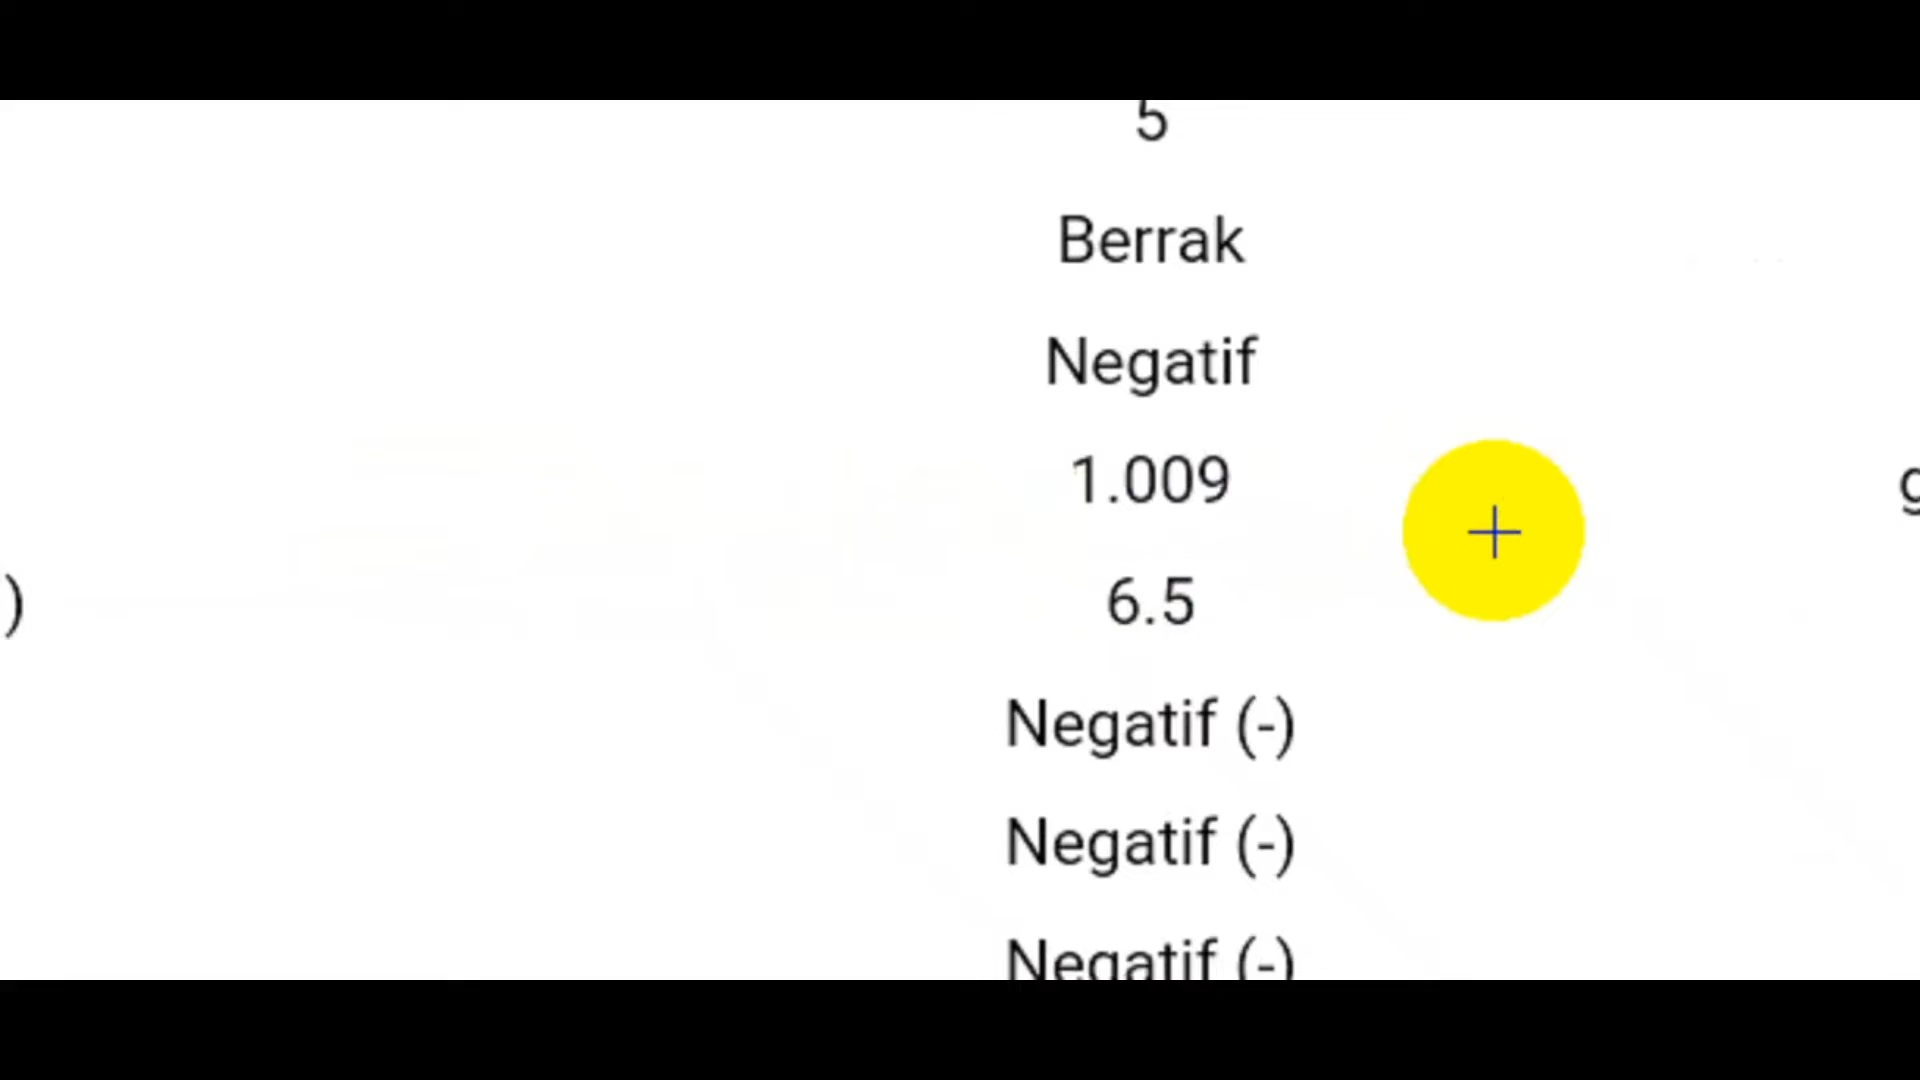 5
Berrak
Negatif
1.009
g
) 6.5
Negatif (-)
Negatif (-)
Negatif (-)